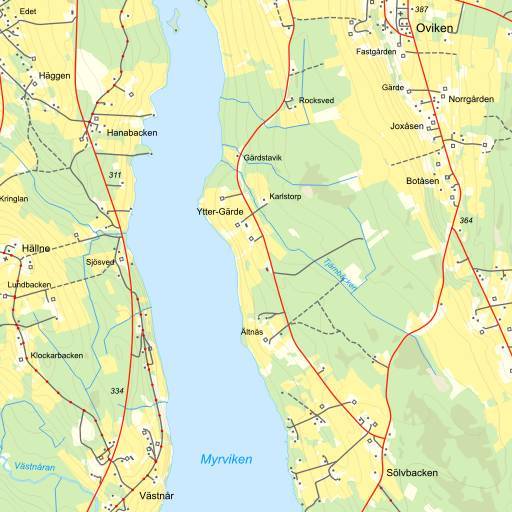 387
Edet
Oviken
Fastgården
Häggen
Gärde
Norrgården
Rocksved
Joxåsen
Hanabacken
Gärdstavik
311
Botåsen
Kringlan
Karlstorp
Ytter-Gärde
364
Hällne
Sjösved
Tjärnbäcken
Lundbacken
Ältnäs
Klockarbacken
334
Myrviken
Västnåran
Sölvbacken
Västnår